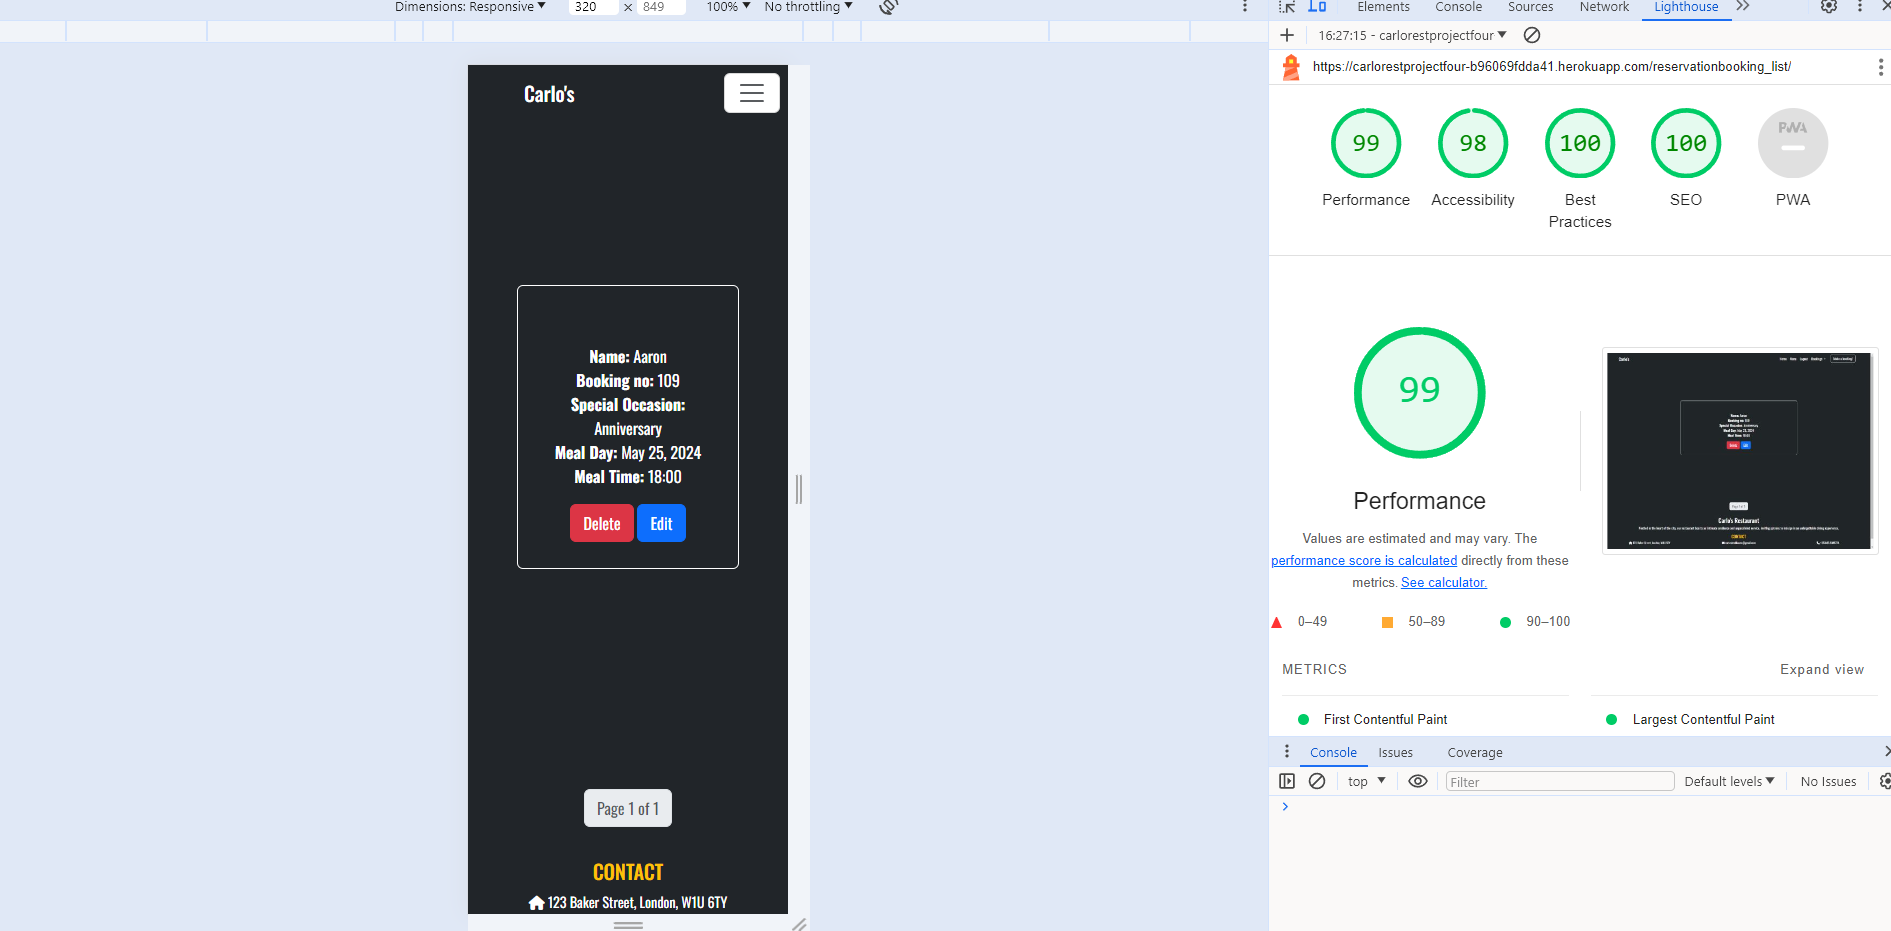 Dimensions: Responsive 320 × 849 100% No throttling
Carlo's
Name: Aaron
Booking no: 109
Special Occasion:
Anniversary
Meal Day: May 25, 2024
Meal Time: 18:00
Delete Edit
Page 1 of 1
CONTACT
123 Baker Street, London, W1U 6TY
Elements Console Sources Network Lighthouse
16:27:15 - carlorestprojectfour
https://carlorestprojectfour-b96069fdda41.herokuapp.com/reservationbooking_list/
99 98 100 100 PWA
Performance Accessibility Best Practices SEO PWA
99
Performance
Values are estimated and may vary. The
performance score is calculated directly from these
metrics. See calculator.
0–49 50–89 90–100
Carlo's Restaurant
CONTACT
METRICS Expand view
First Contentful Paint Largest Contentful Paint
Console Issues Coverage
top Filter Default levels No Issues